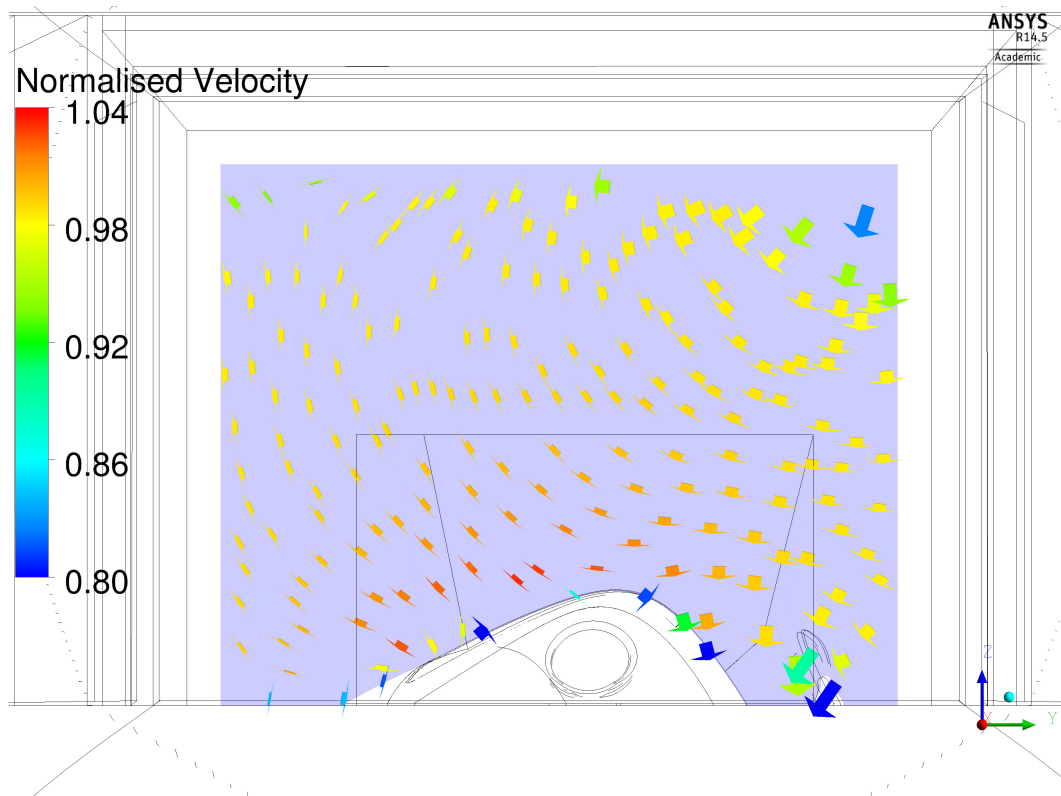 ANSYS
R14.5
Academic
Normalised Velocity
1.04
0.98
0.92
0.86
0.80
Z
X
Y